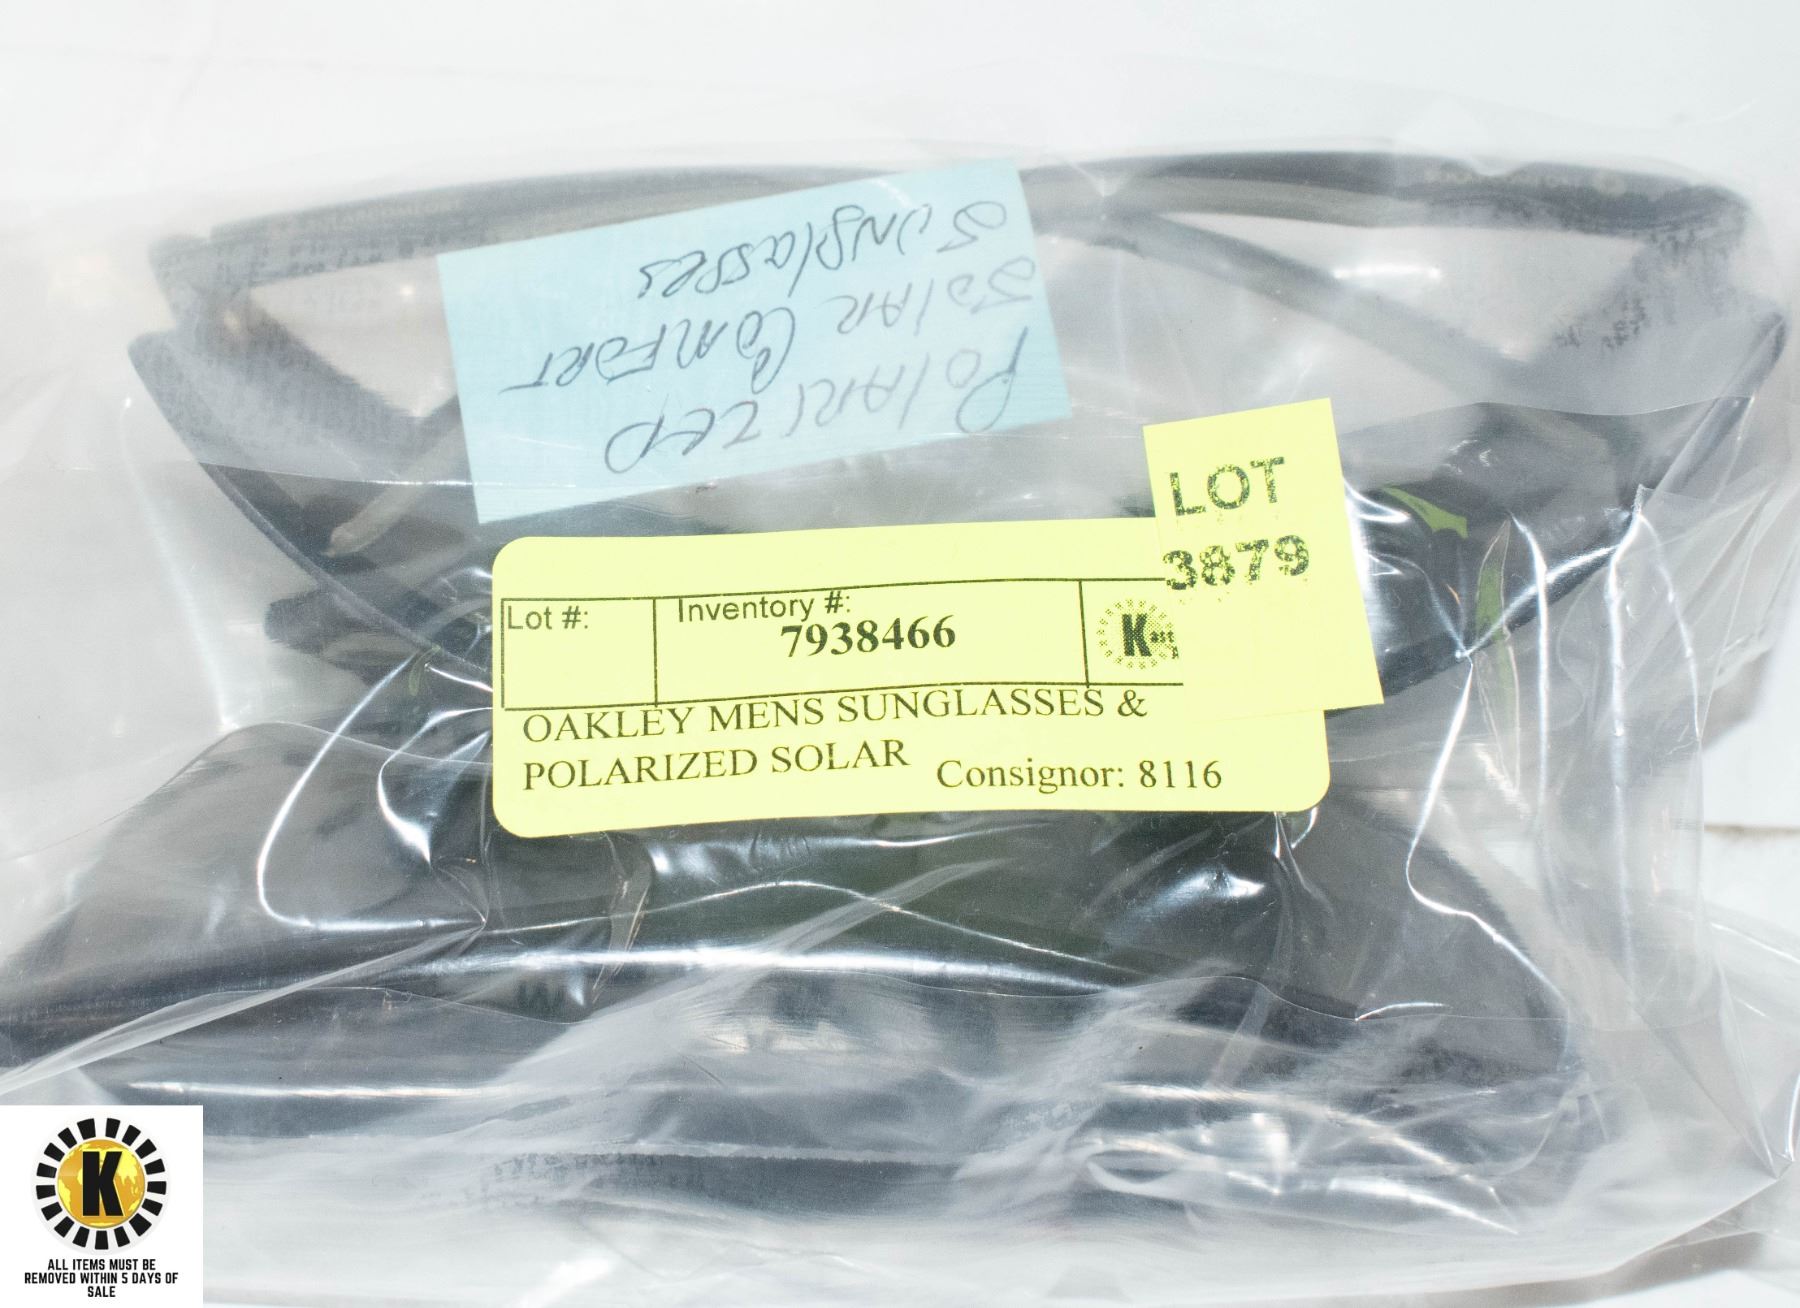 POlARIZED
SOlAR COMFORT
SUNglasses
LOT
3879
Lot #:
Inventory #:
7938466
K
OAKLEY MENS SUNGLASSES &
POLARIZED SOLAR
Consignor: 8116
K
ALL ITEMS MUST BE
REMOVED WITHIN 5 DAYS OF
SALE